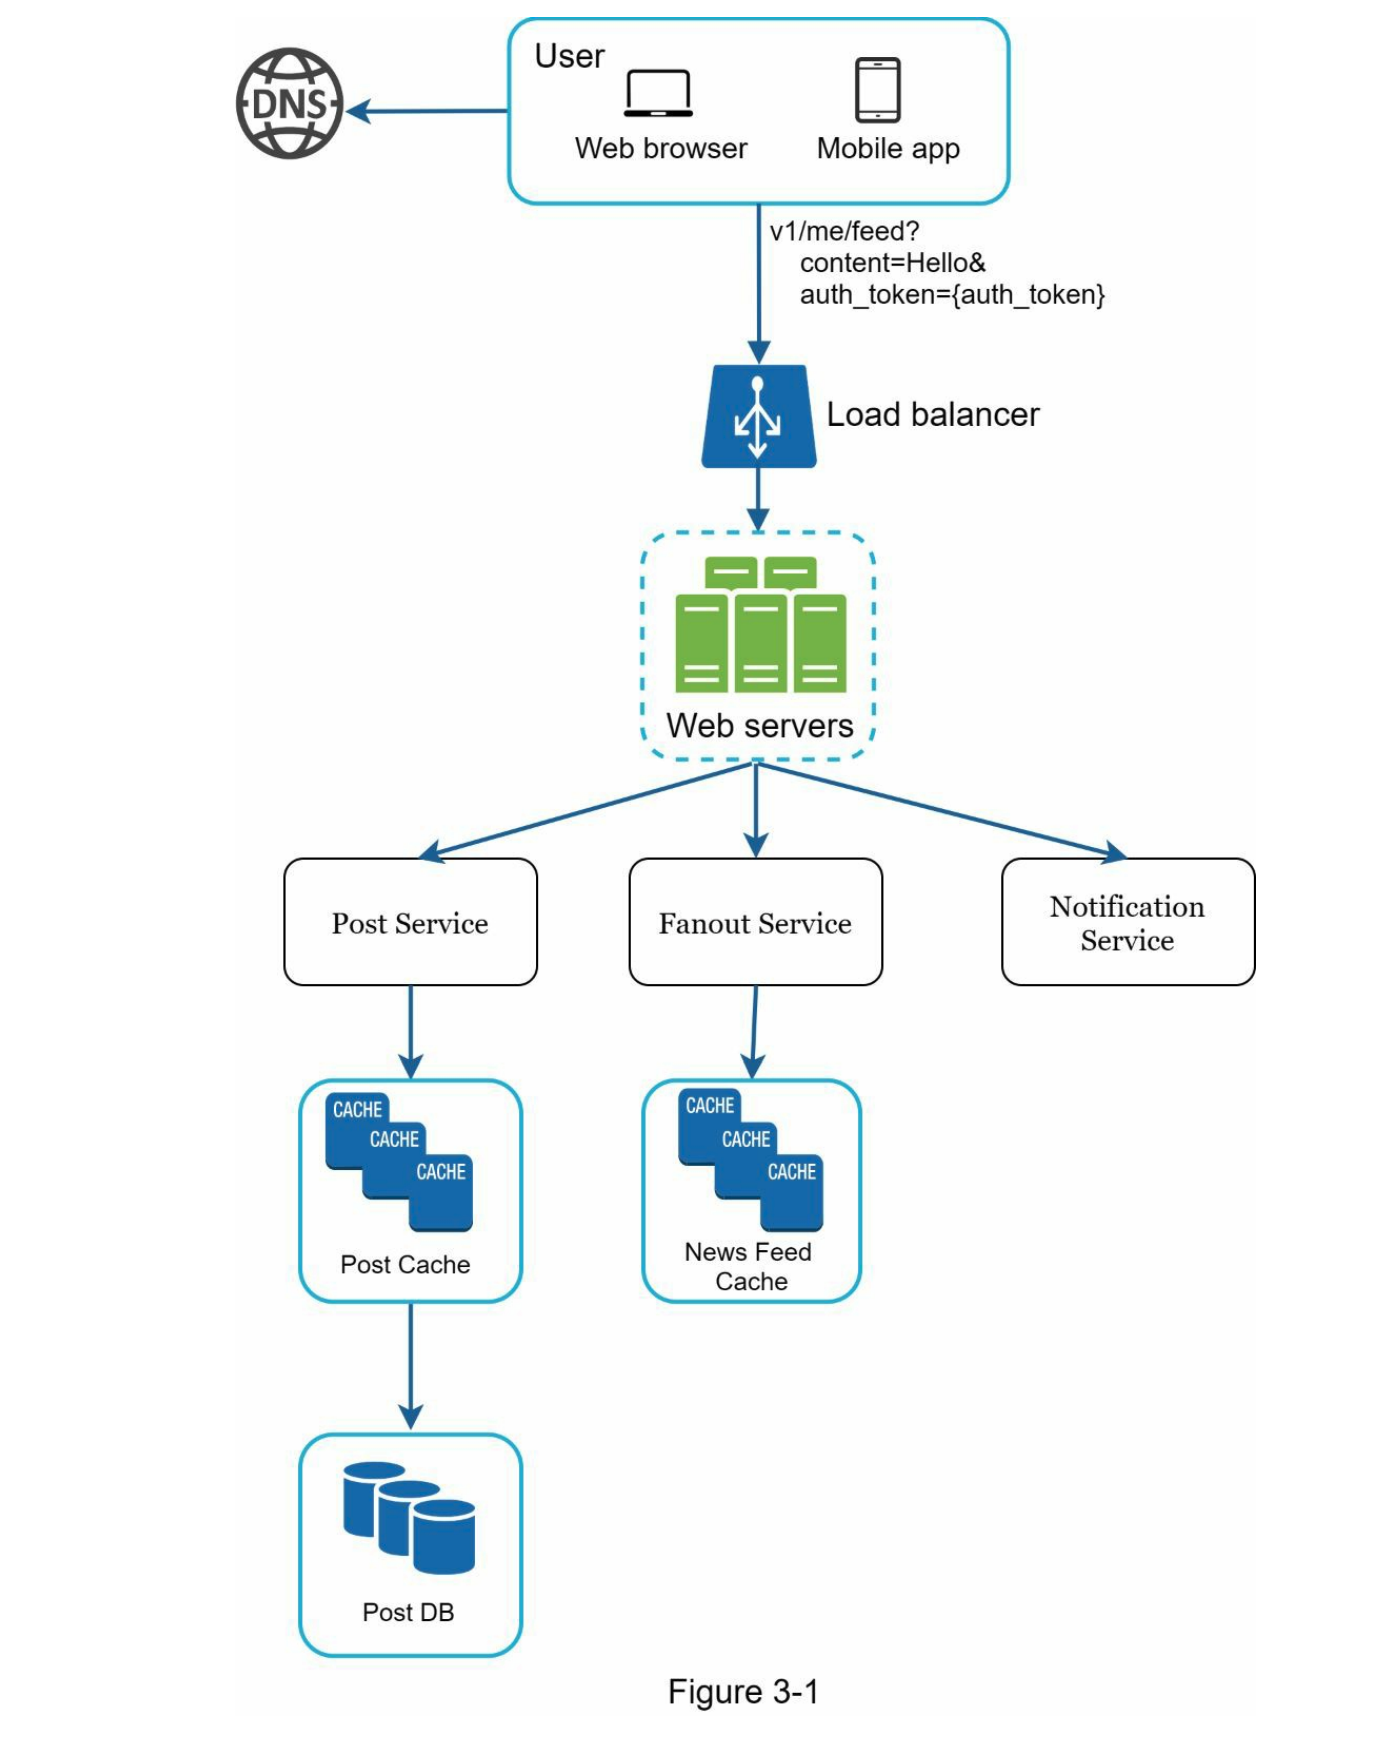 User
DNS
Web browser
Mobile app
v1/me/feed?
content=Hello&
auth_token={auth_token}
Load balancer
Web servers
Post Service
Fanout Service
Notification
Service
CACHE
CACHE
CACHE
Post Cache
CACHE
CACHE
CACHE
News Feed
Cache
Post DB
Figure 3-1